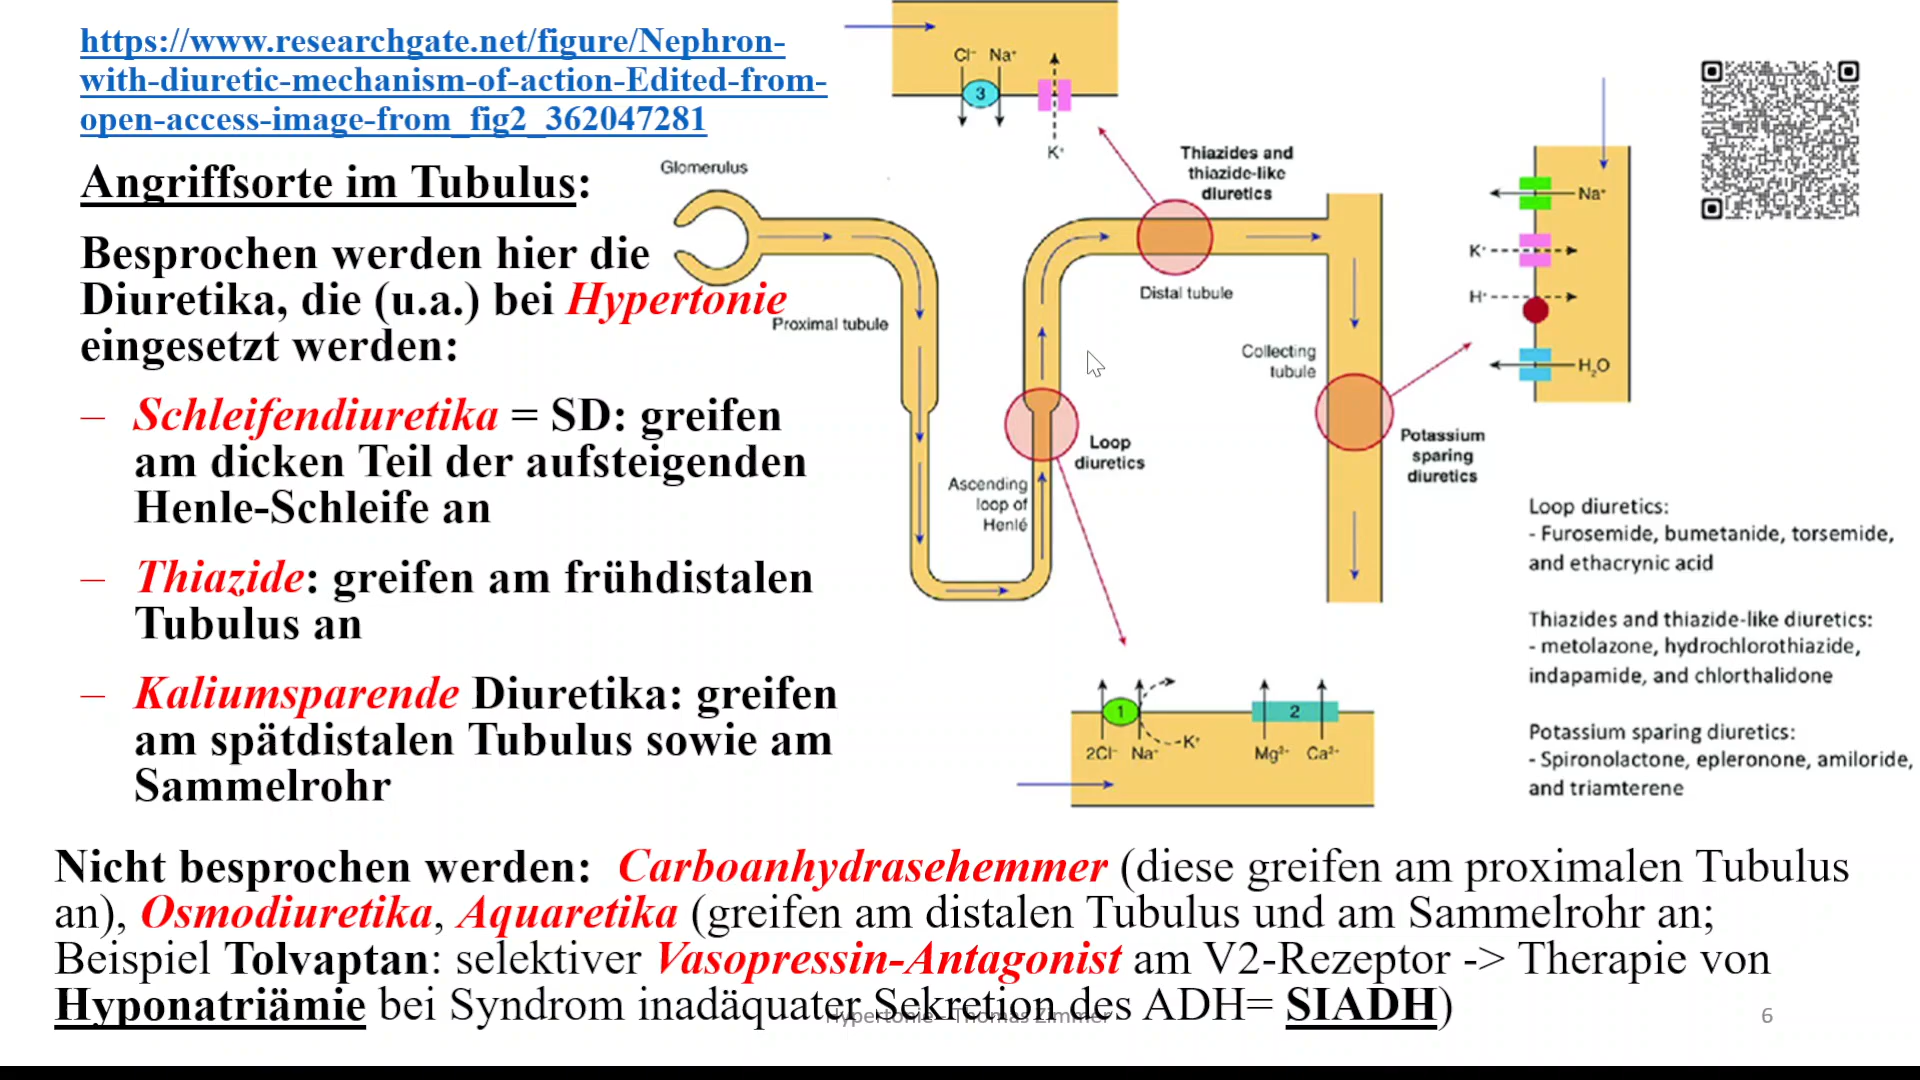 https://www.researchgate.net/figure/Nephron-
with-diuretic-mechanism-of-action-Edited-from-
open-access-image-from_fig2_362047281
Angriffsorte im Tubulus:
Besprochen werden hier die
Diuretika, die (u.a.) bei Hypertonie
eingesetzt werden:
– Schleifendiuretika = SD: greifen
am dicken Teil der aufsteigenden
Henle-Schleife an
– Thiazide: greifen am frühdistalen
Tubulus an
– Kaliumsparende Diuretika: greifen
am spätdistalen Tubulus sowie am
Sammelrohr
Cl⁻ Na⁺
3
K⁺
Glomerulus
Thiazides and
thiazide-like
diuretics
Proximal tubule
Distal tubule
Collecting
tubule
Loop
diuretics
Ascending
loop of
Henlé
Potassium
sparing
diuretics
Na⁺
K⁺
H⁺
H₂O
1
2
2Cl⁻ Na⁺ K⁺
Mg²⁺ Ca²⁺
Loop diuretics:
- Furosemide, bumetanide, torsemide,
and ethacrynic acid
Thiazides and thiazide-like diuretics:
- metolazone, hydrochlorothiazide,
indapamide, and chlorthalidone
Potassium sparing diuretics:
- Spironolactone, epleronone, amiloride,
and triamterene
Nicht besprochen werden: Carboanhydrasehemmer (diese greifen am proximalen Tubulus
an), Osmodiuretika, Aquaretika (greifen am distalen Tubulus und am Sammelrohr an;
Beispiel Tolvaptan: selektiver Vasopressin-Antagonist am V2-Rezeptor -> Therapie von
Hyponatriämie bei Syndrom inadäquater Sekretion des ADH= SIADH)
Hypertonie – Thomas Zimmer
6